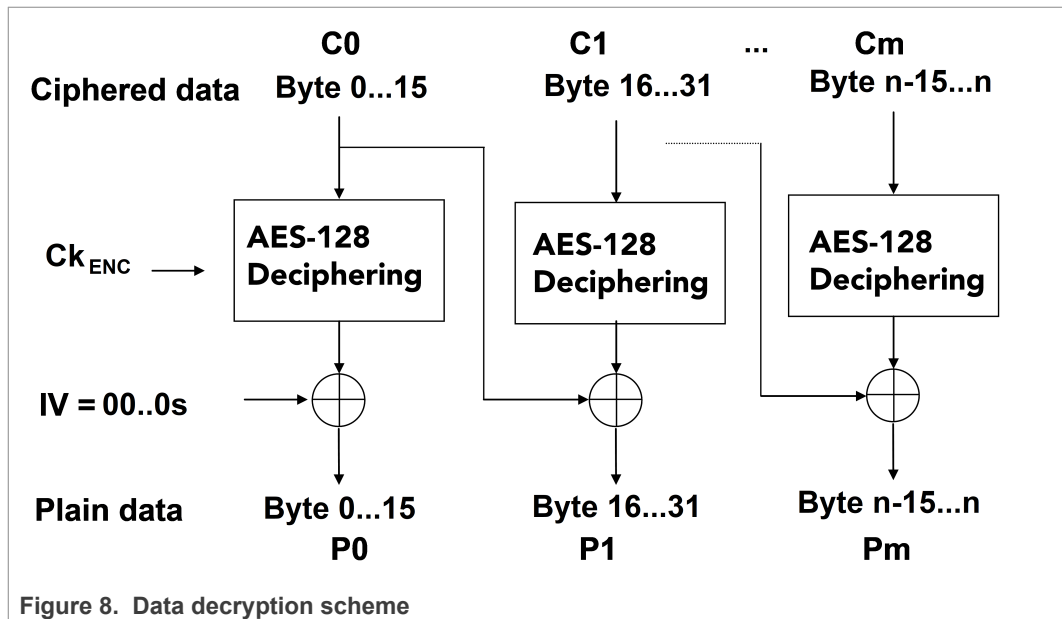 C0 C1 ... Cm
Ciphered data Byte 0...15 Byte 16...31 Byte n-15...n
AES-128
Deciphering
AES-128
Deciphering
AES-128
Deciphering
CkENC
IV = 00..0s
Plain data Byte 0...15 Byte 16...31 Byte n-15...n
P0 P1 Pm
Figure 8. Data decryption scheme